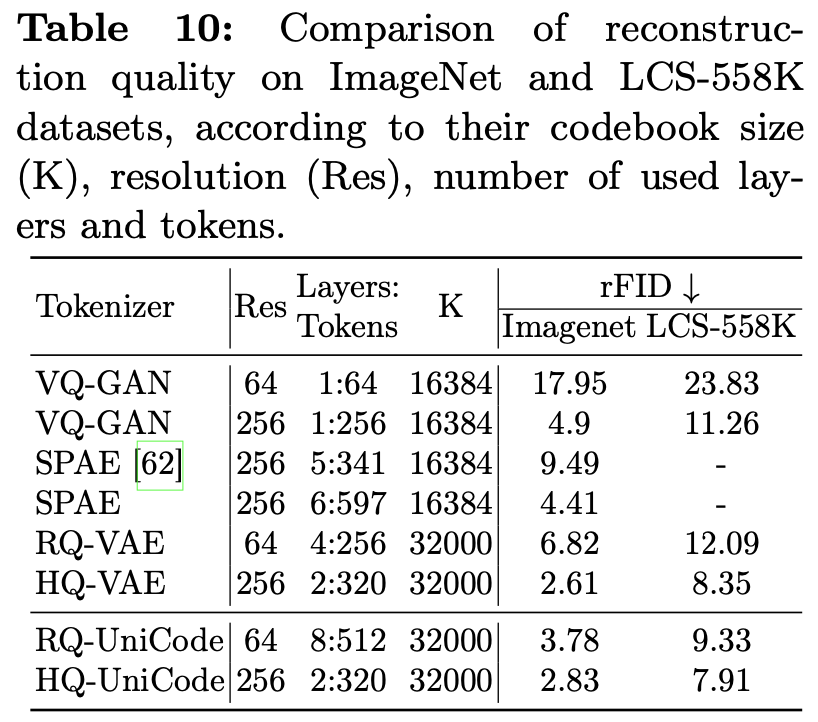 Table 10: Comparison of reconstruc-
tion quality on ImageNet and LCS-558K
datasets, according to their codebook size
(K), resolution (Res), number of used lay-
ers and tokens.
Tokenizer Res Layers: Tokens K rFID ↓
Imagenet LCS-558K
VQ-GAN 64 1:64 16384 17.95 23.83
VQ-GAN 256 1:256 16384 4.9 11.26
SPAE [62] 256 5:341 16384 9.49 -
SPAE 256 6:597 16384 4.41 -
RQ-VAE 64 4:256 32000 6.82 12.09
HQ-VAE 256 2:320 32000 2.61 8.35
RQ-UniCode 64 8:512 32000 3.78 9.33
HQ-UniCode 256 2:320 32000 2.83 7.91